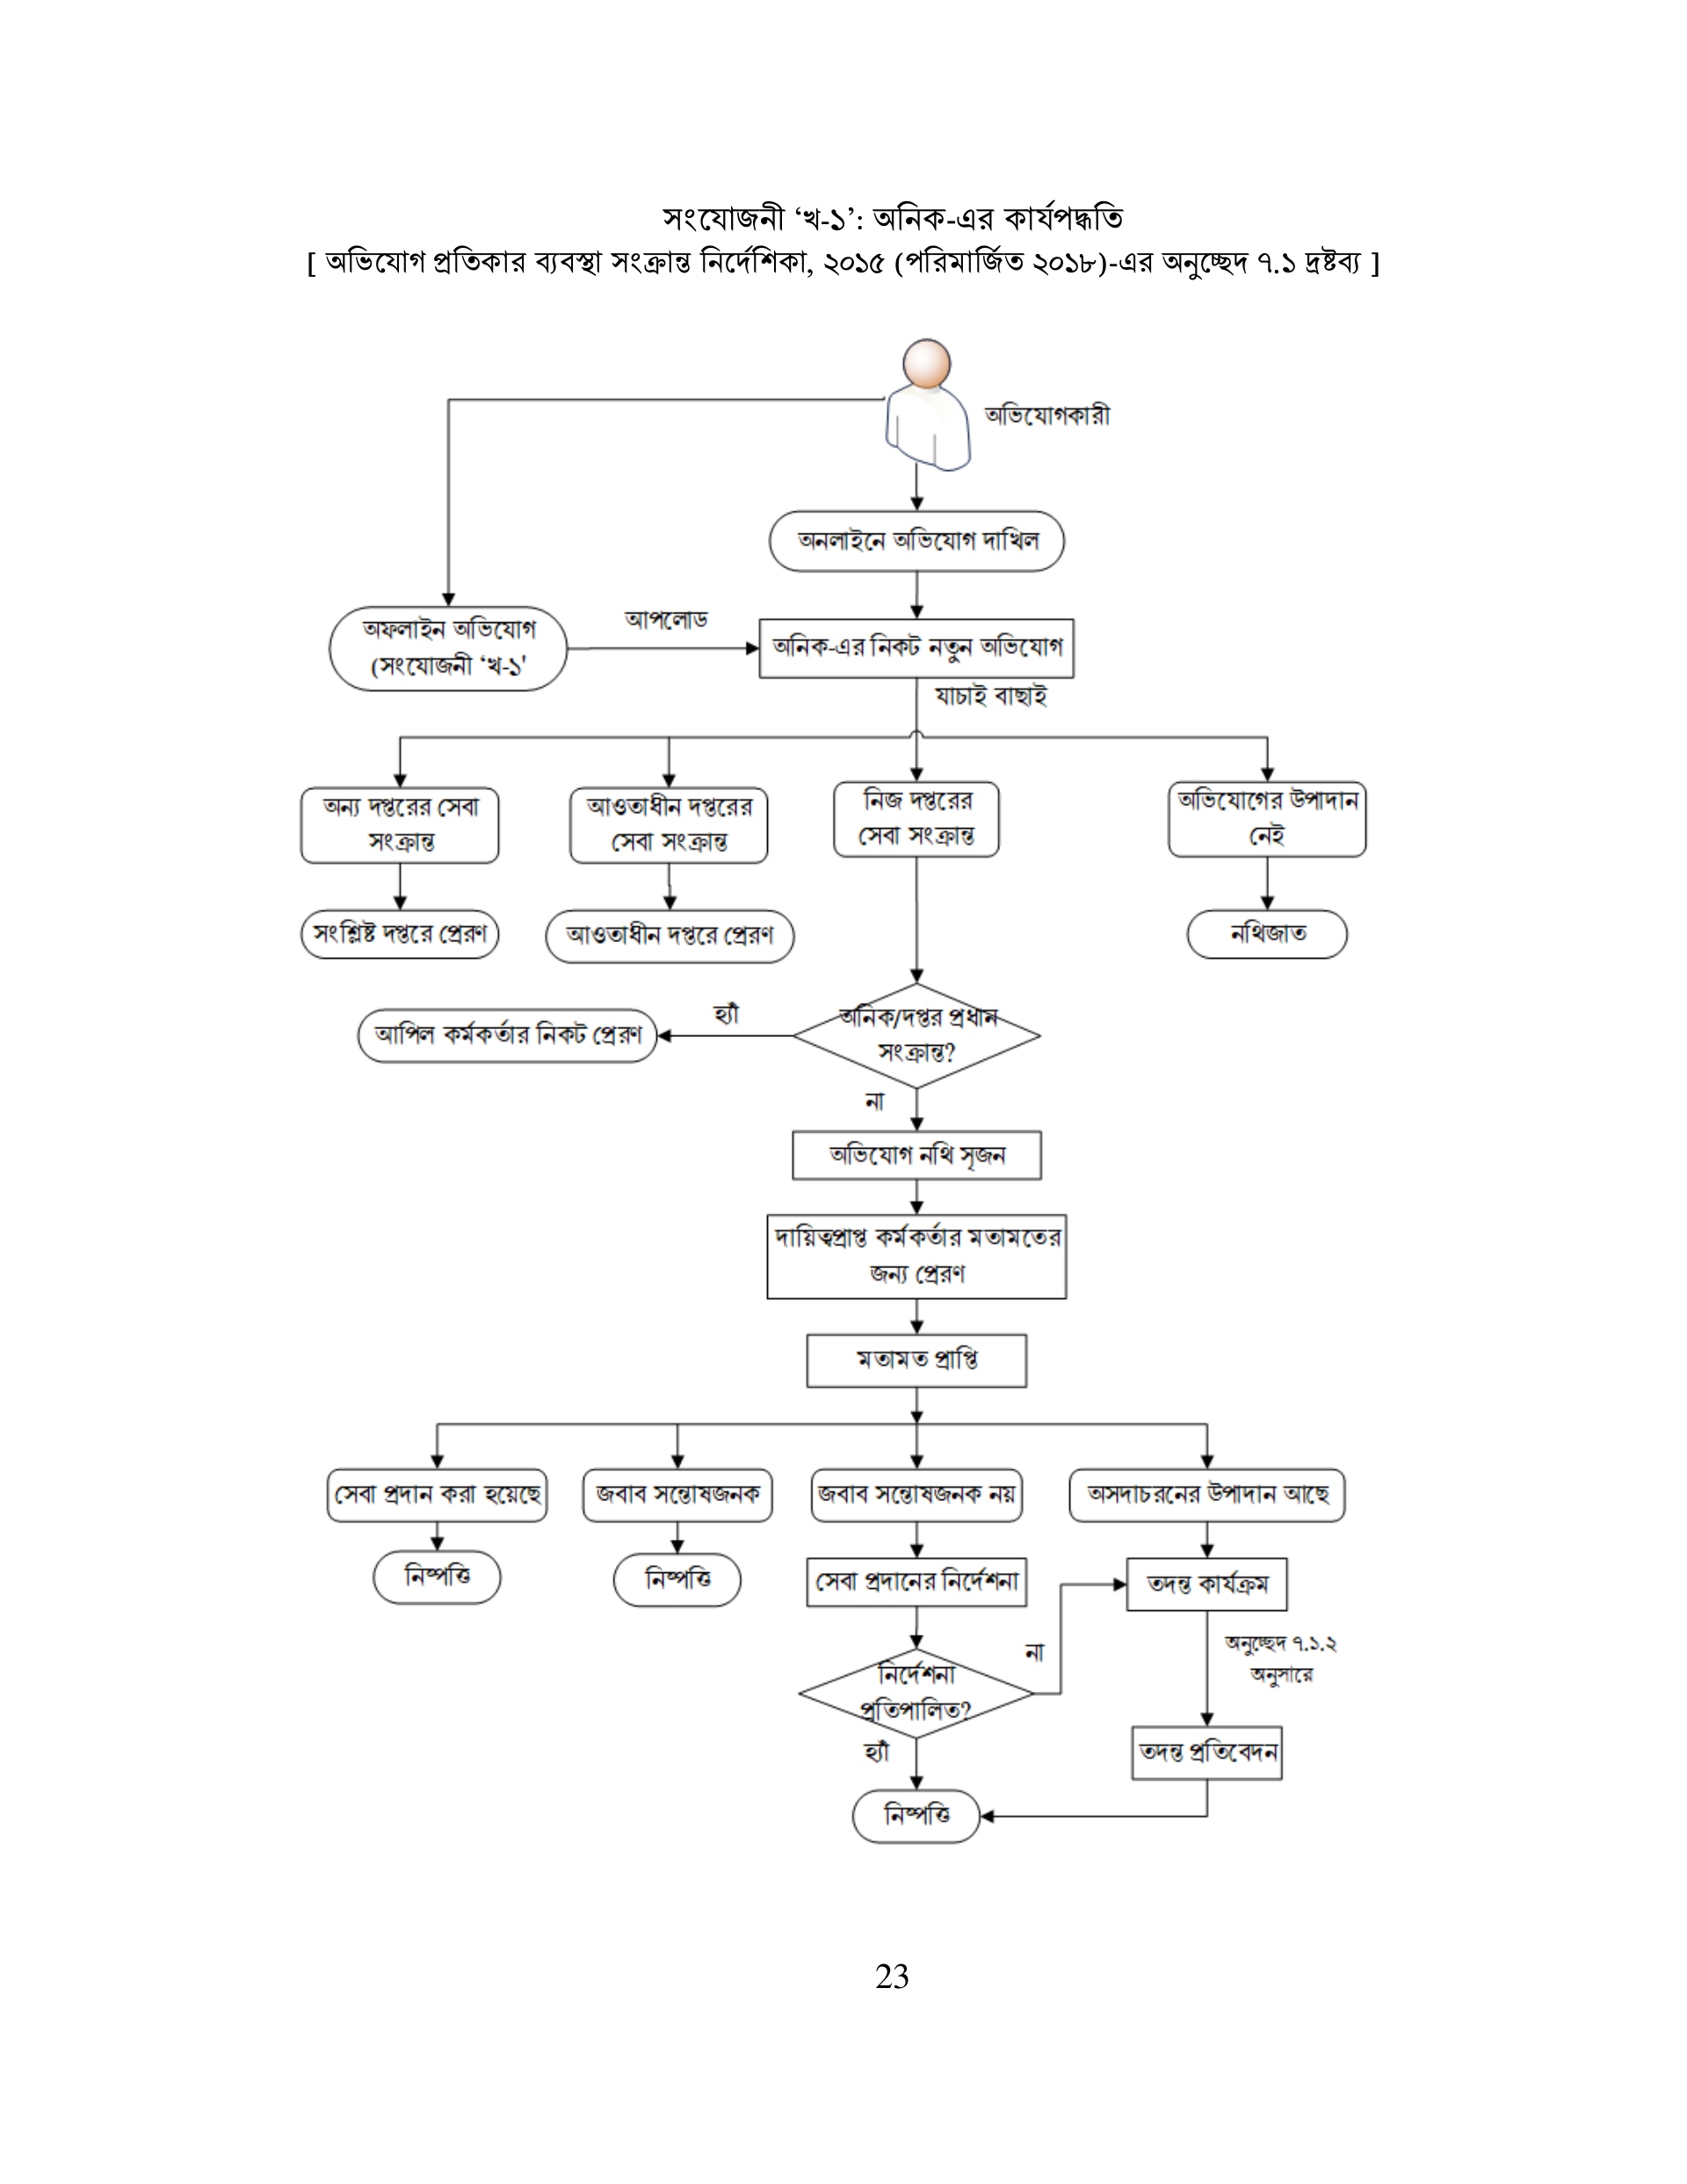 সংযোজনী ‘খ-১’: অনিক-এর কার্যপদ্ধতি
[ অভিযোগ প্রতিকার ব্যবস্থা সংক্রান্ত নির্দেশিকা, ২০১৫ (পরিমার্জিত ২০১৮)-এর অনুচ্ছেদ ৭.১ দ্রষ্টব্য ]
অভিযোগকারী
অনলাইনে অভিযোগ দাখিল
অফলাইন অভিযোগ
(সংযোজনী ‘খ-১'
আপলোড
অনিক-এর নিকট নতুন অভিযোগ
যাচাই বাছাই
অন্য দপ্তরের সেবা
সংক্রান্ত
আওতাধীন দপ্তরের
সেবা সংক্রান্ত
নিজ দপ্তরের
সেবা সংক্রান্ত
অভিযোগের উপাদান
নেই
সংশ্লিষ্ট দপ্তরে প্রেরণ
আওতাধীন দপ্তরে প্রেরণ
নথিজাত
অনিক/দপ্তর প্রধান
সংক্রান্ত?
হ্যাঁ
আপিল কর্মকর্তার নিকট প্রেরণ
না
অভিযোগ নথি সৃজন
দায়িত্বপ্রাপ্ত কর্মকর্তার মতামতের
জন্য প্রেরণ
মতামত প্রাপ্তি
সেবা প্রদান করা হয়েছে
জবাব সন্তোষজনক
জবাব সন্তোষজনক নয়
অসদাচরনের উপাদান আছে
নিষ্পত্তি
নিষ্পত্তি
সেবা প্রদানের নির্দেশনা
তদন্ত কার্যক্রম
না
অনুচ্ছেদ ৭.১.২
অনুসারে
নির্দেশনা
প্রতিপালিত?
হ্যাঁ
তদন্ত প্রতিবেদন
নিষ্পত্তি
23